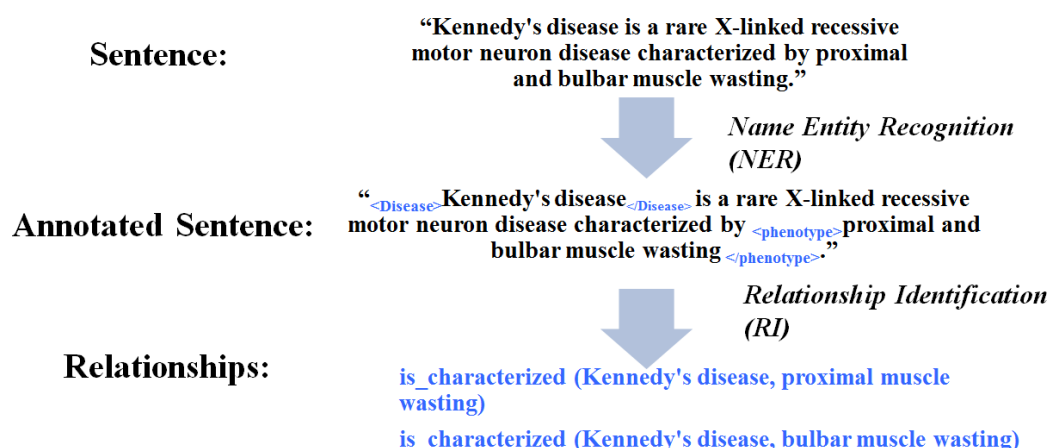 Sentence:
“Kennedy's disease is a rare X-linked recessive
motor neuron disease characterized by proximal
and bulbar muscle wasting.”
Name Entity Recognition
(NER)
Annotated Sentence:
“<Disease>Kennedy's disease</Disease> is a rare X-linked recessive
motor neuron disease characterized by <phenotype>proximal and
bulbar muscle wasting </phenotype>.”
Relationship Identification
(RI)
Relationships:
is_characterized (Kennedy's disease, proximal muscle
wasting)
is_characterized (Kennedy's disease, bulbar muscle wasting)